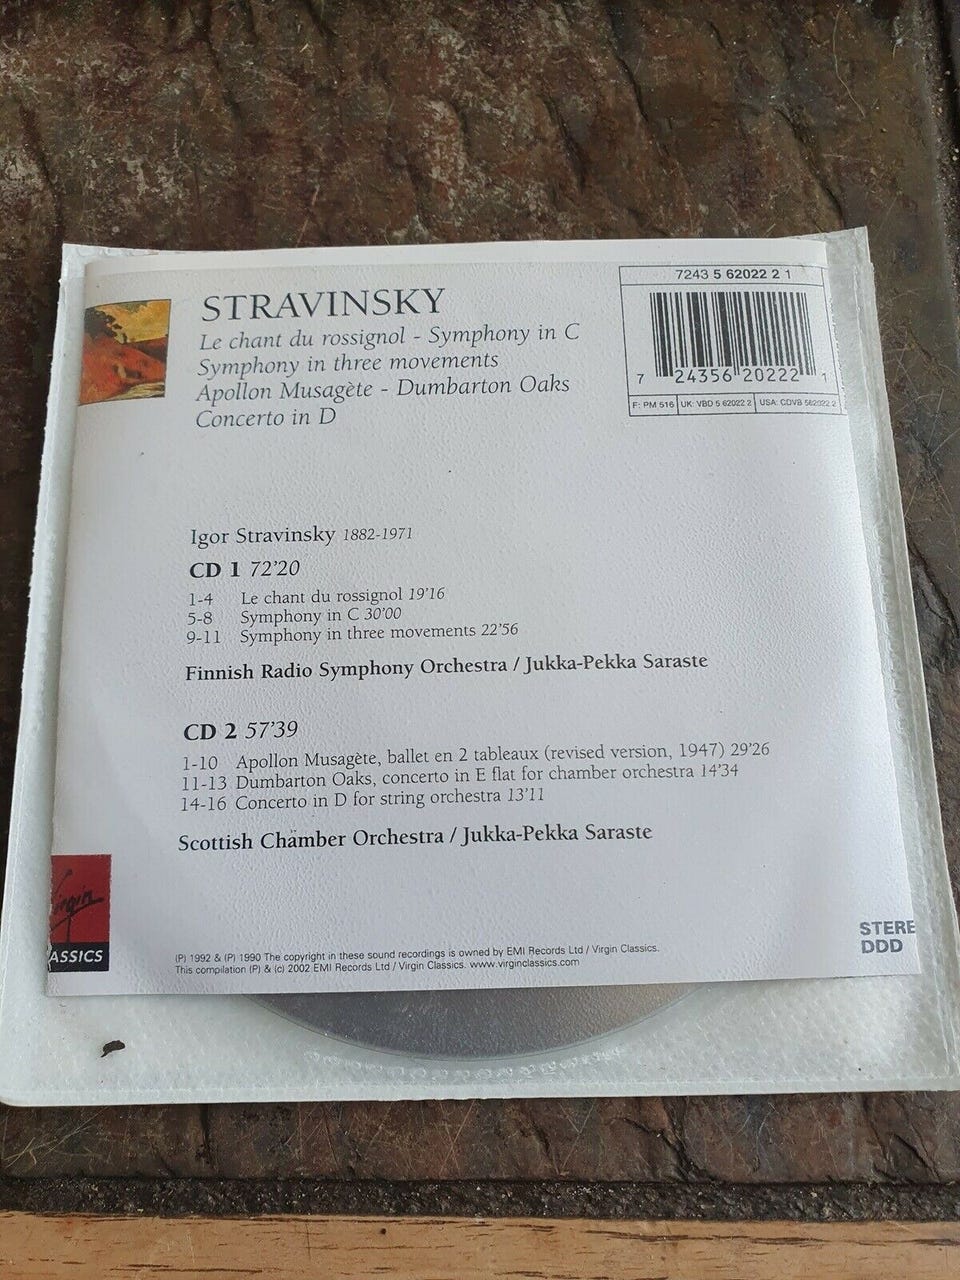 7243 5 62022 2 1
STRAVINSKY
Le chant du rossignol - Symphony in C
Symphony in three movements
Apollon Musagète - Dumbarton Oaks
Concerto in D
7 24356 20222 1
F: PM 516 UK: VBD 5 62022 2 USA: CDVB 562022 2
Igor Stravinsky 1882-1971
CD 1 72'20
1-4 Le chant du rossignol 19'16
5-8 Symphony in C 30'00
9-11 Symphony in three movements 22'56
Finnish Radio Symphony Orchestra / Jukka-Pekka Saraste
CD 2 57'39
1-10 Apollon Musagète, ballet en 2 tableaux (revised version, 1947) 29'26
11-13 Dumbarton Oaks, concerto in E flat for chamber orchestra 14'34
14-16 Concerto in D for string orchestra 13'11
Scottish Chamber Orchestra / Jukka-Pekka Saraste
Virgin
ASSICS
STERE
DDD
(P) 1992 & (P) 1990 The copyright in these sound recordings is owned by EMI Records Ltd / Virgin Classics.
This compilation (P) & (c) 2002 EMI Records Ltd / Virgin Classics. www.virginclassics.com